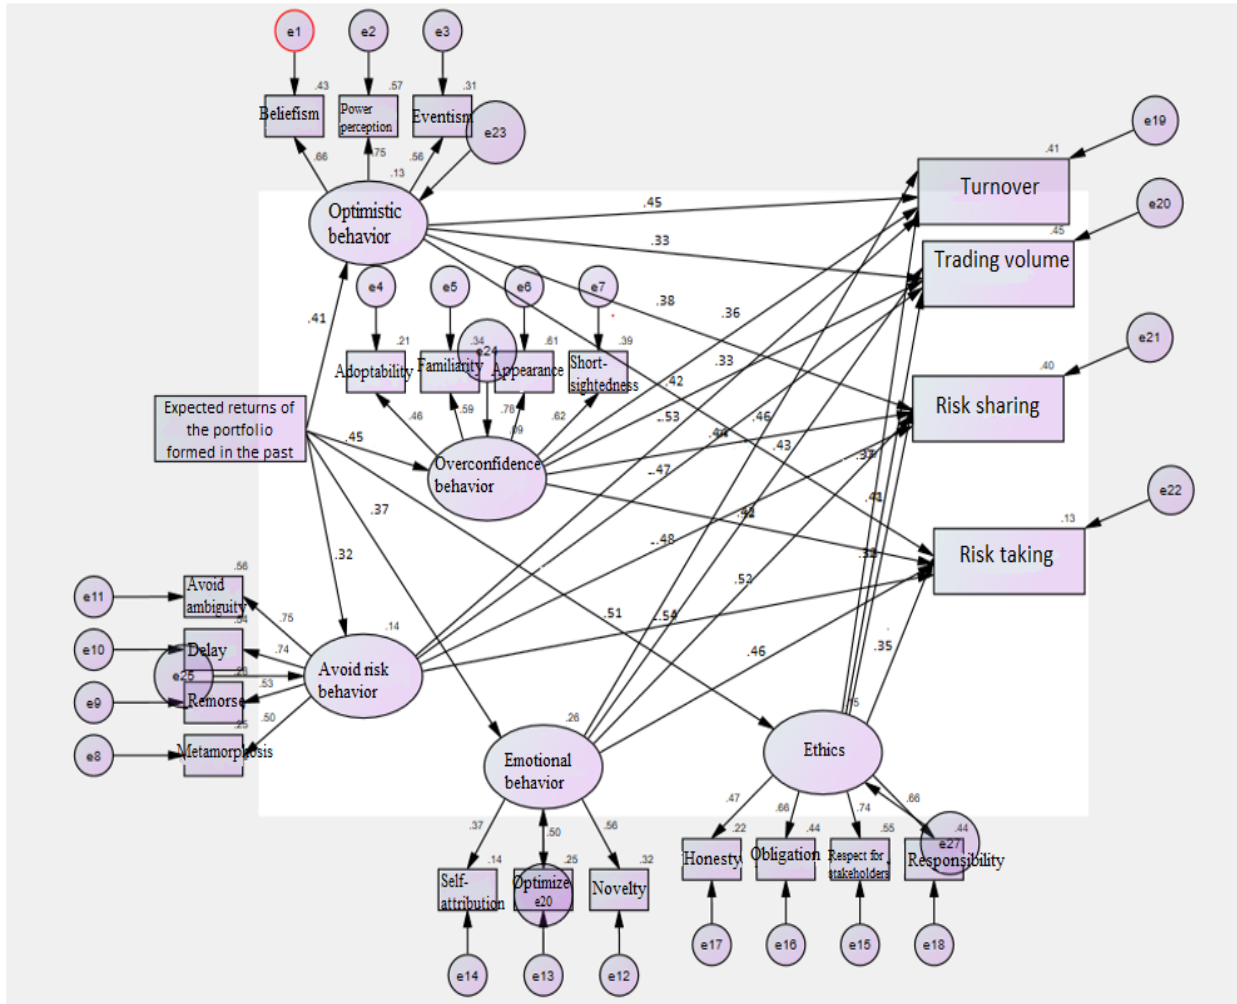 e1
e2
e3
.43
.57
.31
Beliefism
Power
perception
Eventism
e23
.66
.75
.56
.13
Optimistic
behavior
e19
.41
Turnover
e20
.45
Trading volume
.45
.33
e4
e5
e6
e7
.38
.36
.41
.21
.34
e24
.61
.39
Adoptability
Familiarity
Appearance
Short-
sightedness
.33
e21
.40
Risk sharing
.42
.46
.59
.78
.62
.53
.46
Expected returns of
the portfolio
formed in the past
.45
.09
.43
Overconfidence
behavior
.47
e22
.13
Risk taking
.37
.32
.48
.52
.56
e11
Avoid
ambiguity
.75
.51
.54
.14
e10
Delay
.74
.46
.35
e25
Avoid risk
behavior
.53
e9
Remorse
.50
.25
e8
Metamorphosis
.26
Emotional
behavior
Ethics
.37
.50
.56
.47
.66
.74
.66
.14
.25
.32
.22
.44
.55
.44
e27
Honesty
Obligation
Respect for
stakeholders
Responsibility
Self-
attribution
Optimize
e20
Novelty
e17
e16
e15
e18
e14
e13
e12